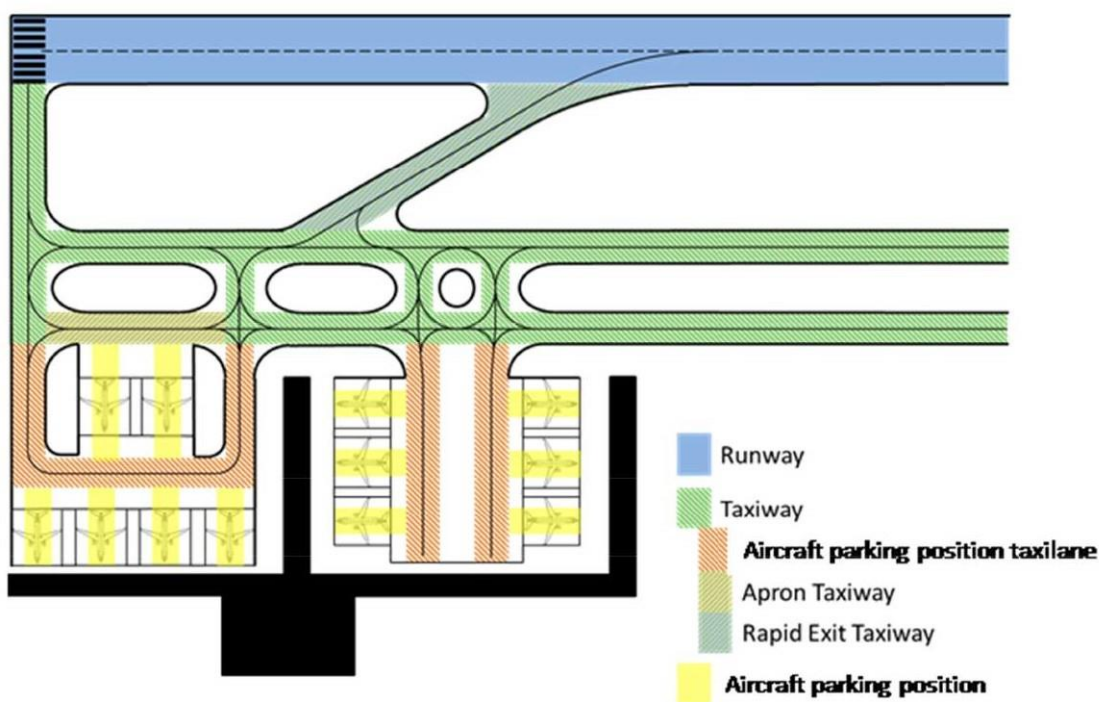 Runway
Taxiway
Aircraft parking position taxilane
Apron Taxiway
Rapid Exit Taxiway
Aircraft parking position